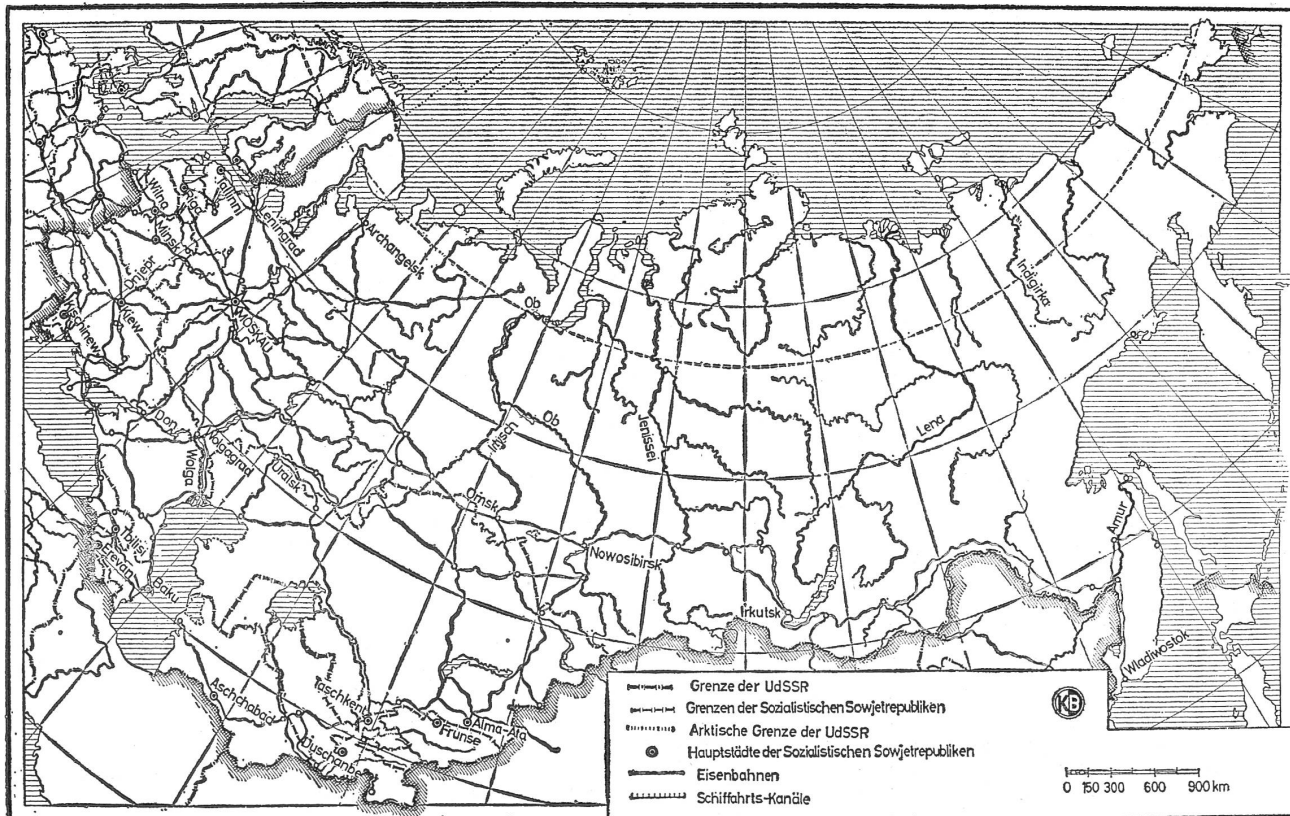 Tallinn
Riga
Wilna
Leningrad
Minsk
Archangelsk
Dnjepr
Indigirka
Ob
Kiew
MOSKAU
Kischinew
Don
Ob
Irtysch
Jenissei
Lena
Wolgograd
Wolga
Uralsk
Omsk
Amur
Tbilisi
Nowosibirsk
Erevan
Baku
Irkutsk
Wladiwostok
Aschchabad
Taschkent
Frunse
Alma-Ata
Duschanbe
Grenze der UdSSR
Grenzen der Sozialistischen Sowjetrepubliken
Arktische Grenze der UdSSR
Hauptstädte der Sozialistischen Sowjetrepubliken
Eisenbahnen
Schiffahrts-Kanäle
KB
0 150 300 600 900 km